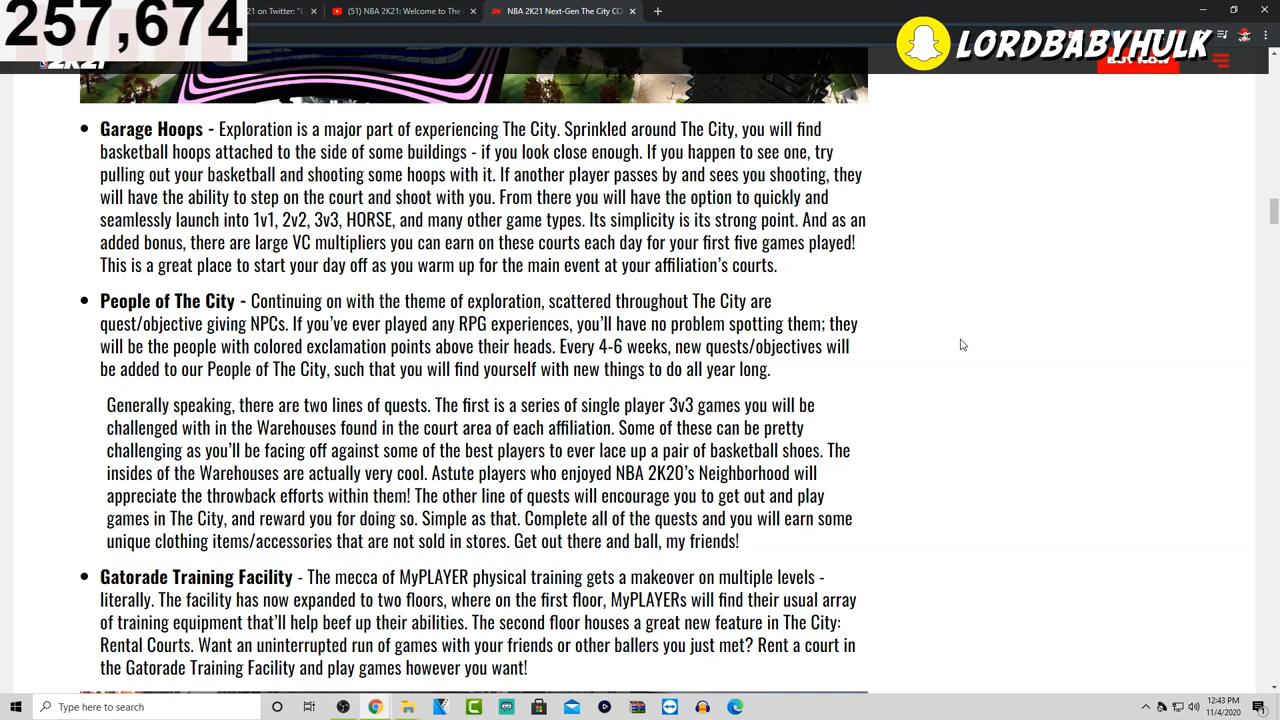 257,674
on Twitter: "E
(51) NBA 2K21: Welcome to The
NBA 2K21 Next-Gen The City CO
LORDBABYHULK
2K21
BUY NOW
• Garage Hoops - Exploration is a major part of experiencing The City. Sprinkled around The City, you will find
basketball hoops attached to the side of some buildings - if you look close enough. If you happen to see one, try
pulling out your basketball and shooting some hoops with it. If another player passes by and sees you shooting, they
will have the ability to step on the court and shoot with you. From there you will have the option to quickly and
seamlessly launch into 1v1, 2v2, 3v3, HORSE, and many other game types. Its simplicity is its strong point. And as an
added bonus, there are large VC multipliers you can earn on these courts each day for your first five games played!
This is a great place to start your day off as you warm up for the main event at your affiliation's courts.
• People of The City - Continuing on with the theme of exploration, scattered throughout The City are
quest/objective giving NPCs. If you've ever played any RPG experiences, you'll have no problem spotting them; they
will be the people with colored exclamation points above their heads. Every 4-6 weeks, new quests/objectives will
be added to our People of The City, such that you will find yourself with new things to do all year long.
Generally speaking, there are two lines of quests. The first is a series of single player 3v3 games you will be
challenged with in the Warehouses found in the court area of each affiliation. Some of these can be pretty
challenging as you'll be facing off against some of the best players to ever lace up a pair of basketball shoes. The
insides of the Warehouses are actually very cool. Astute players who enjoyed NBA 2K20's Neighborhood will
appreciate the throwback efforts within them! The other line of quests will encourage you to get out and play
games in The City, and reward you for doing so. Simple as that. Complete all of the quests and you will earn some
unique clothing items/accessories that are not sold in stores. Get out there and ball, my friends!
• Gatorade Training Facility - The mecca of MyPLAYER physical training gets a makeover on multiple levels -
literally. The facility has now expanded to two floors, where on the first floor, MyPLAYERs will find their usual array
of training equipment that'll help beef up their abilities. The second floor houses a great new feature in The City:
Rental Courts. Want an uninterrupted run of games with your friends or other ballers you just met? Rent a court in
the Gatorade Training Facility and play games however you want!
Type here to search
12:43 PM
11/4/2020